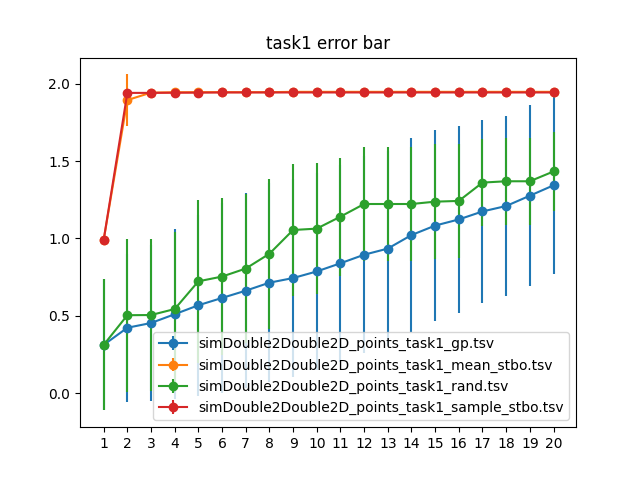 task1 error bar
2.0
1.5
1.0
0.5
0.0
simDouble2Double2D_points_task1_gp.tsv
simDouble2Double2D_points_task1_mean_stbo.tsv
simDouble2Double2D_points_task1_rand.tsv
simDouble2Double2D_points_task1_sample_stbo.tsv
1 2 3 4 5 6 7 8 9 10 11 12 13 14 15 16 17 18 19 20